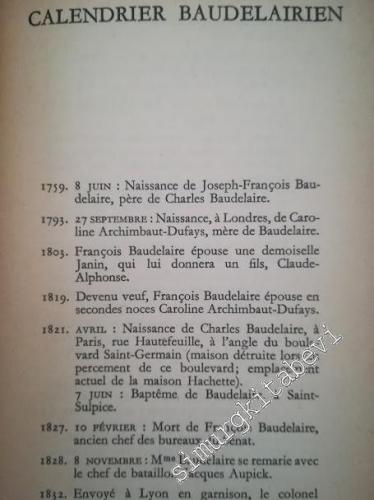 CALENDRIER BAUDELAIRIEN
1759. 8 JUIN : Naissance de Joseph-François Bau-
delaire, père de Charles Baudelaire.
1793. 27 SEPTEMBRE : Naissance, à Londres, de Caro-
line Archimbaut-Dufays, mère de Baudelaire.
1803. François Baudelaire épouse une demoiselle
Janin, qui lui donnera un fils, Claude-
Alphonse.
1819. Devenu veuf, François Baudelaire épouse en
secondes noces Caroline Archimbaut-Dufays.
1821. AVRIL : Naissance de Charles Baudelaire, à
Paris, rue Hautefeuille, à l'angle du boule-
vard Saint-Germain (maison détruite lors du
percement de ce boulevard; emplacement
actuel de la maison Hachette).
7 JUIN : Baptême de Baudelaire à Saint-
Sulpice.
1827. 10 FÉVRIER : Mort de François Baudelaire,
ancien chef des bureaux du Sénat.
1828. 8 NOVEMBRE : Mme Baudelaire se remarie avec
le chef de bataillon Jacques Aupick.
1832. Envoyé à Lyon en garnison, le colonel
simurgkitabevi